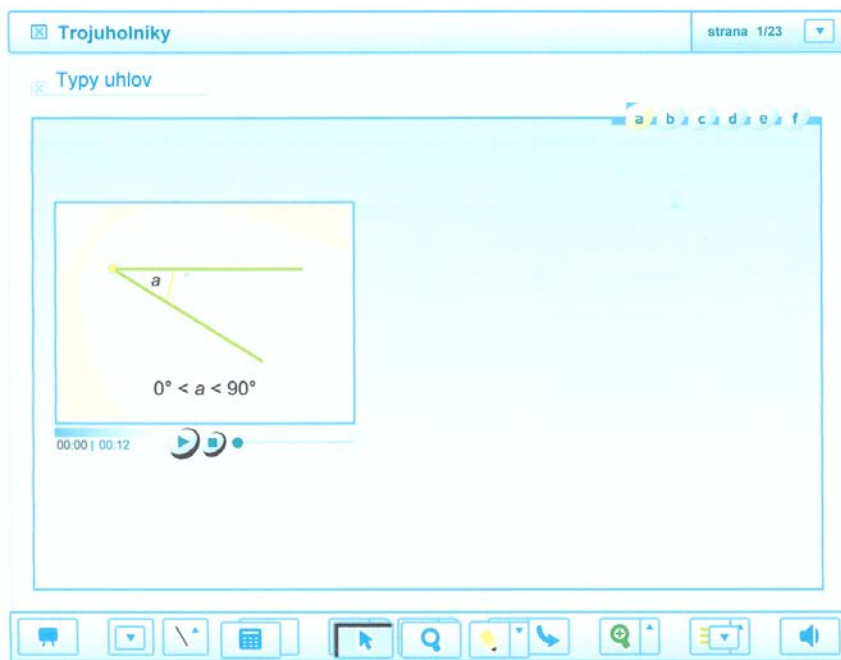 Trojuholníky
strana 1/23
Typy uhlov
a b c d e f
a
0° < a < 90°
00:00 | 00:12